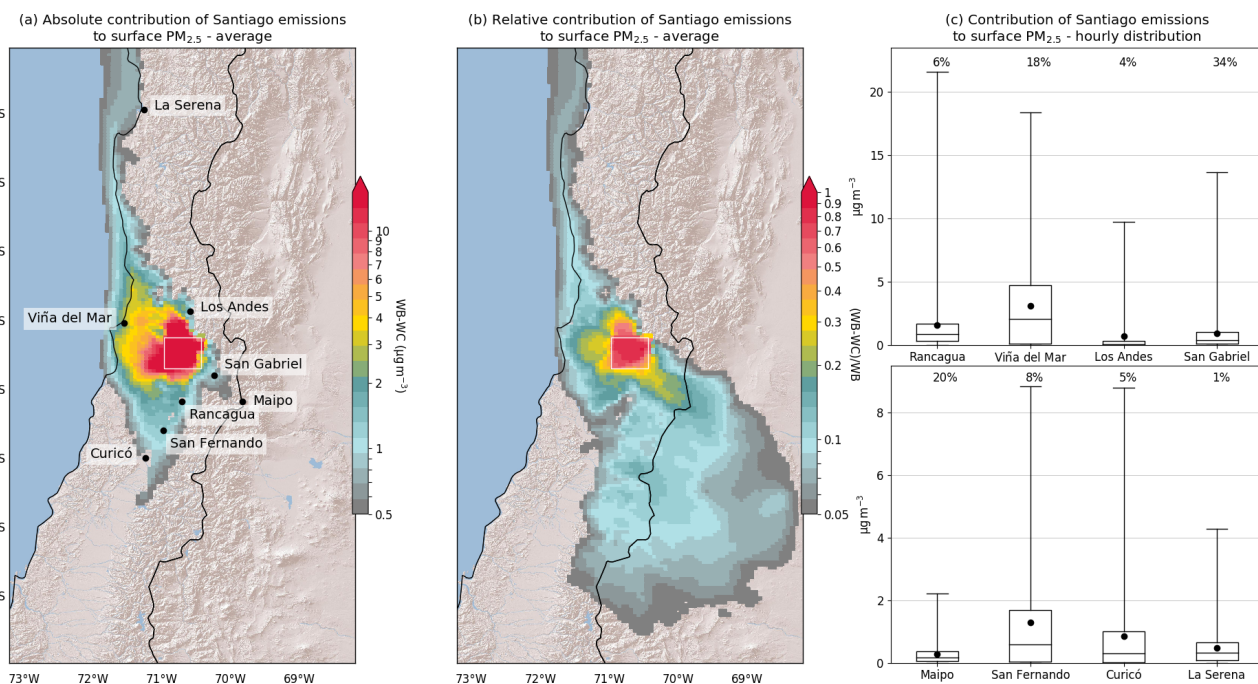 (a) Absolute contribution of Santiago emissions
to surface PM2.5 - average
La Serena
Viña del Mar
Los Andes
San Gabriel
Maipo
Rancagua
San Fernando
Curicó
S
S
S
S
S
S
S
S
73°W 72°W 71°W 70°W 69°W
10
9
8
7
6
5
4
3
2
1
0.5
WB-WC (µg m⁻³)
(b) Relative contribution of Santiago emissions
to surface PM2.5 - average
73°W 72°W 71°W 70°W 69°W
1
0.9
0.8
0.7
0.6
0.5
0.4
0.3
0.2
0.1
0.05
(WB-WC)/WB
(c) Contribution of Santiago emissions
to surface PM2.5 - hourly distribution
6% 18% 4% 34%
20
15
10
5
0
µg m⁻³
Rancagua Viña del Mar Los Andes San Gabriel
20% 8% 5% 1%
8
6
4
2
0
µg m⁻³
Maipo San Fernando Curicó La Serena